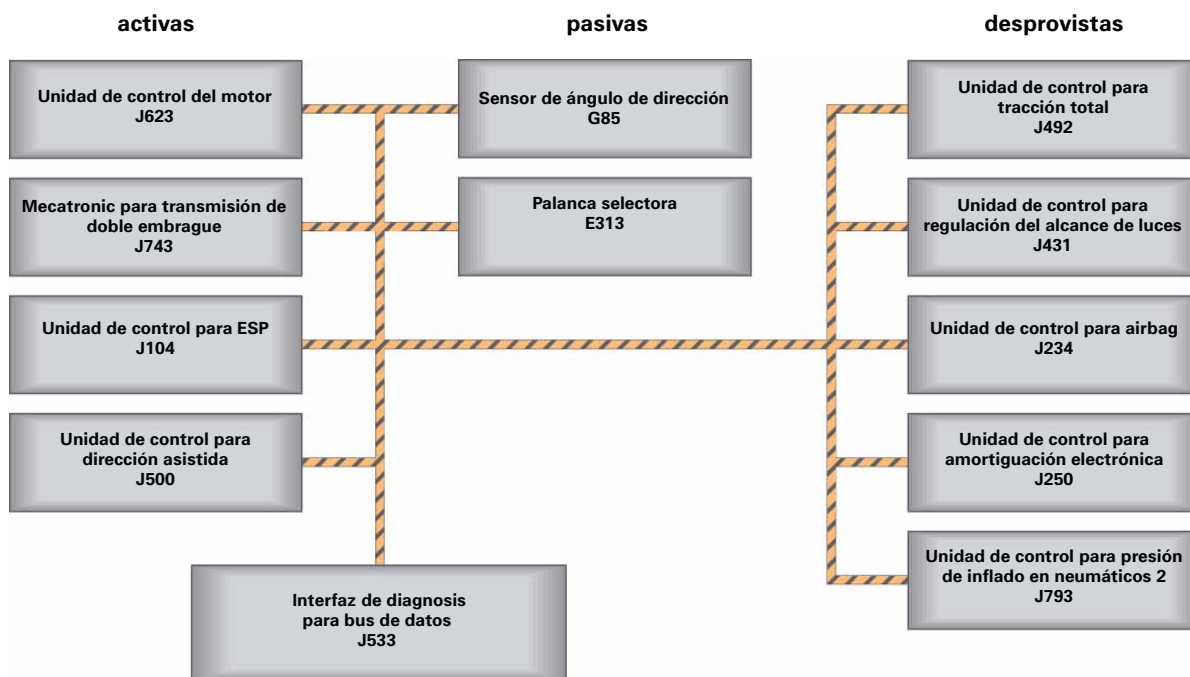 activas
pasivas
desprovistas
Unidad de control del motor
J623
Mecatronic para transmisión de
doble embrague
J743
Unidad de control para ESP
J104
Unidad de control para
dirección asistida
J500
Interfaz de diagnosis
para bus de datos
J533
Sensor de ángulo de dirección
G85
Palanca selectora
E313
Unidad de control para
tracción total
J492
Unidad de control para
regulación del alcance de luces
J431
Unidad de control para airbag
J234
Unidad de control para
amortiguación electrónica
J250
Unidad de control para presión
de inflado en neumáticos 2
J793